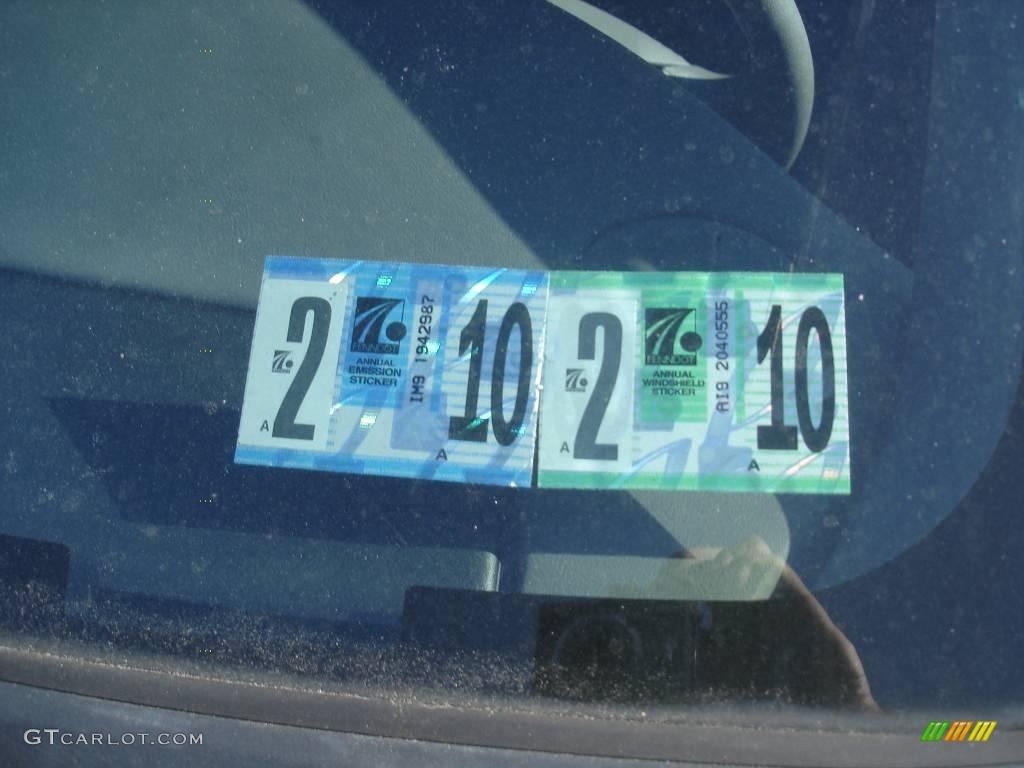 2
A
PENNDOT
ANNUAL
EMISSION
STICKER
IM9 1942987
10
A
2
A
PENNDOT
ANNUAL
WINDSHIELD
STICKER
AI9 2040555
10
A
GTCARLOT.COM